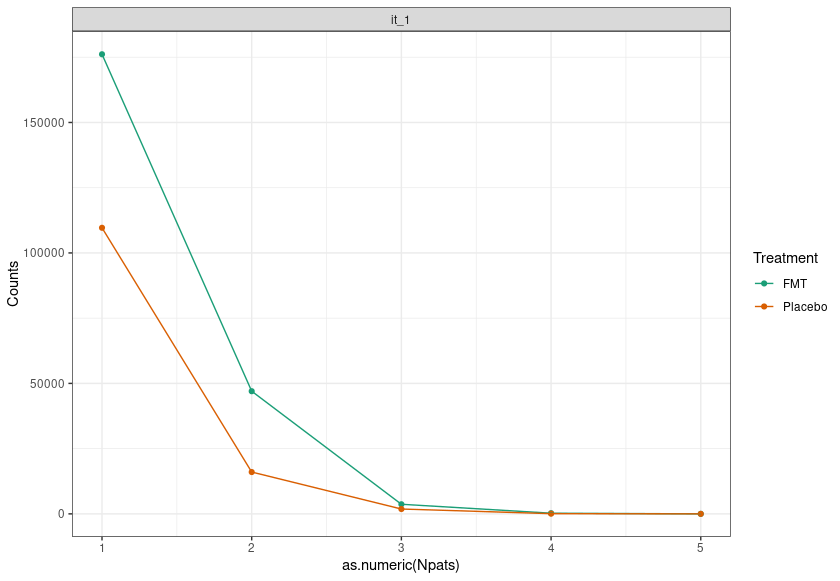 it_1
150000
100000
50000
0
Counts
1 2 3 4 5
as.numeric(Npats)
Treatment
FMT
Placebo